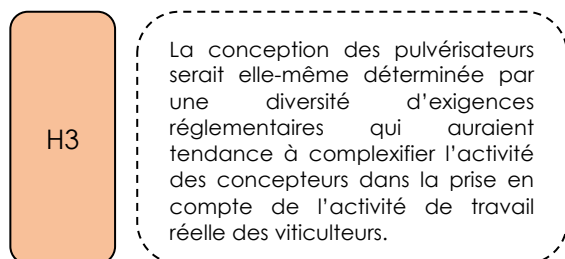 H3
La conception des pulvérisateurs
serait elle-même déterminée par
une diversité d'exigences
réglementaires qui auraient
tendance à complexifier l'activité
des concepteurs dans la prise en
compte de l'activité de travail
réelle des viticulteurs.